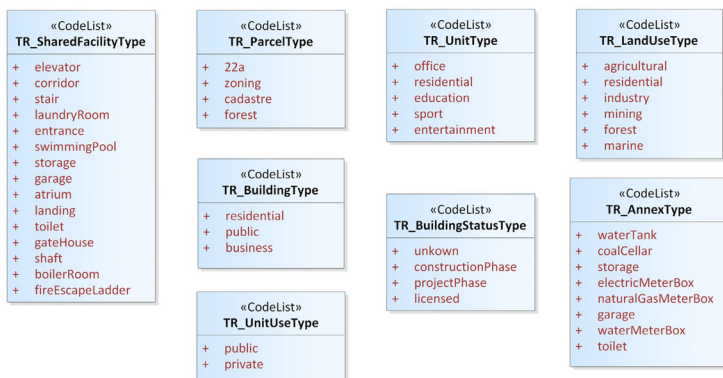 «CodeList»
TR_SharedFacilityType
+ elevator
+ corridor
+ stair
+ laundryRoom
+ entrance
+ swimmingPool
+ storage
+ garage
+ atrium
+ landing
+ toilet
+ gateHouse
+ shaft
+ boilerRoom
+ fireEscapeLadder
«CodeList»
TR_ParcelType
+ 22a
+ zoning
+ cadastre
+ forest
«CodeList»
TR_BuildingType
+ residential
+ public
+ business
«CodeList»
TR_UnitUseType
+ public
+ private
«CodeList»
TR_UnitType
+ office
+ residential
+ education
+ sport
+ entertainment
«CodeList»
TR_BuildingStatusType
+ unkown
+ constructionPhase
+ projectPhase
+ licensed
«CodeList»
TR_LandUseType
+ agricultural
+ residential
+ industry
+ mining
+ forest
+ marine
«CodeList»
TR_AnnexType
+ waterTank
+ coalCellar
+ storage
+ electricMeterBox
+ naturalGasMeterBox
+ garage
+ waterMeterBox
+ toilet